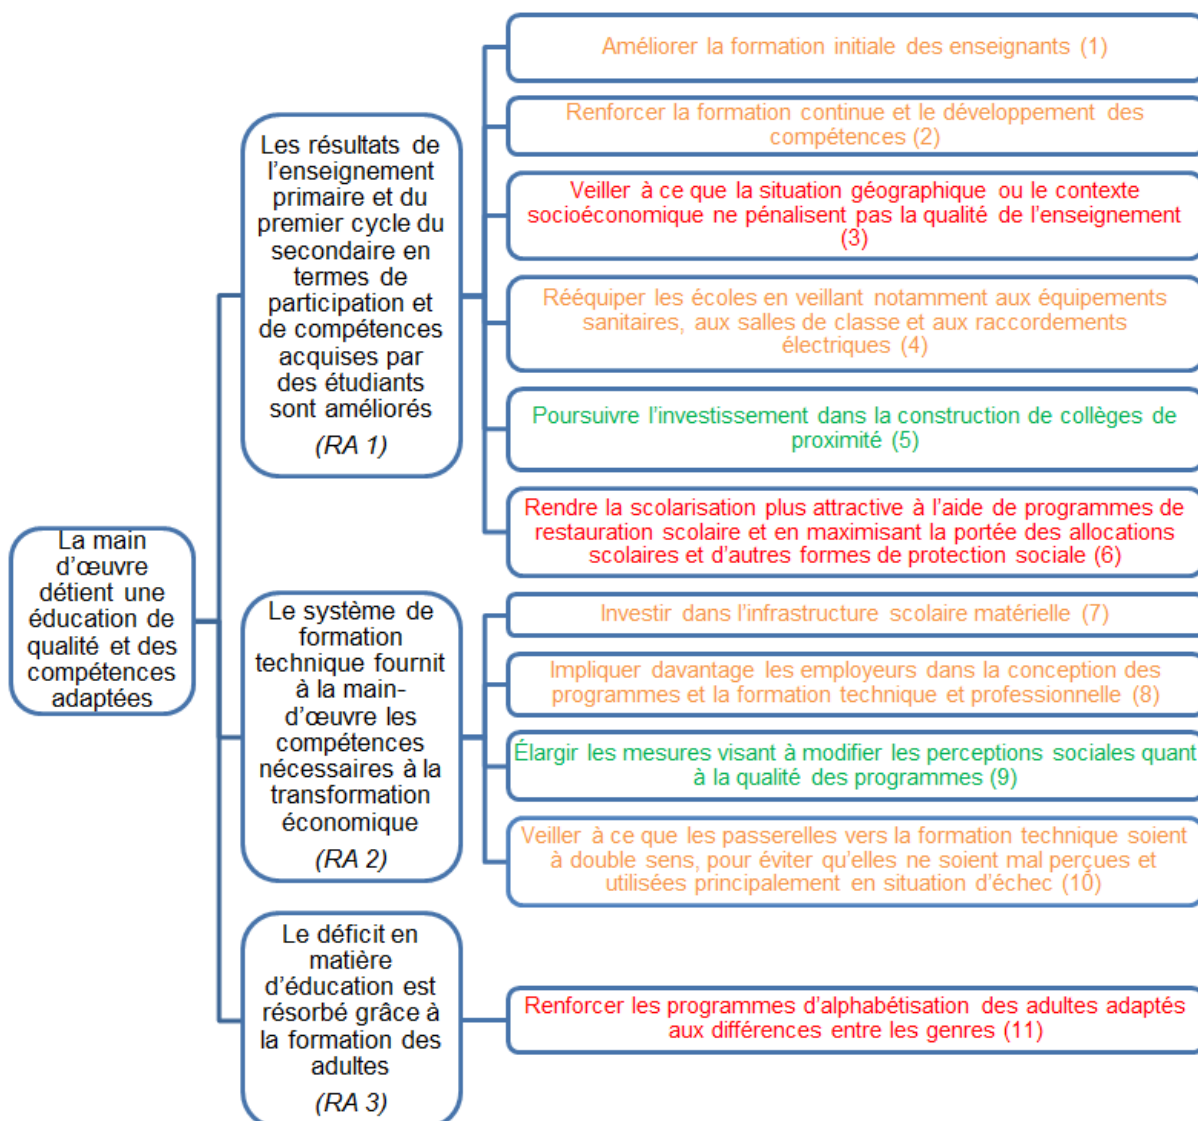 La main
d'œuvre
détient une
éducation de
qualité et des
compétences
adaptées
Les résultats de
l'enseignement
primaire et du
premier cycle du
secondaire en
termes de
participation et
de compétences
acquises par
des étudiants
sont améliorés
(RA 1)
Améliorer la formation initiale des enseignants (1)
Renforcer la formation continue et le développement des
compétences (2)
Veiller à ce que la situation géographique ou le contexte
socioéconomique ne pénalisent pas la qualité de l'enseignement
(3)
Rééquiper les écoles en veillant notamment aux équipements
sanitaires, aux salles de classe et aux raccordements
électriques (4)
Poursuivre l'investissement dans la construction de collèges de
proximité (5)
Rendre la scolarisation plus attractive à l'aide de programmes de
restauration scolaire et en maximisant la portée des allocations
scolaires et d'autres formes de protection sociale (6)
Le système de
formation
technique fournit
à la main-
d'œuvre les
compétences
nécessaires à la
transformation
économique
(RA 2)
Investir dans l'infrastructure scolaire matérielle (7)
Impliquer davantage les employeurs dans la conception des
programmes et la formation technique et professionnelle (8)
Élargir les mesures visant à modifier les perceptions sociales quant
à la qualité des programmes (9)
Veiller à ce que les passerelles vers la formation technique soient
à double sens, pour éviter qu'elles ne soient mal perçues et
utilisées principalement en situation d'échec (10)
Le déficit en
matière
d'éducation est
résorbé grâce à
la formation des
adultes
(RA 3)
Renforcer les programmes d'alphabétisation des adultes adaptés
aux différences entre les genres (11)